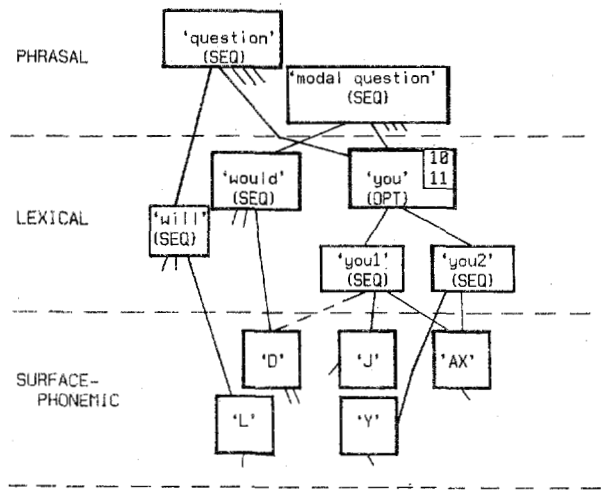 'question'
(SEQ)
PHRASAL
'modal question'
(SEQ)
10
11
'would'
(SEQ)
'you'
(OPT)
LEXICAL
'will'
(SEQ)
'you1'
(SEQ)
'you2'
(SEQ)
'D'
'J'
'AX'
SURFACE-
PHONEMIC
'L'
'Y'